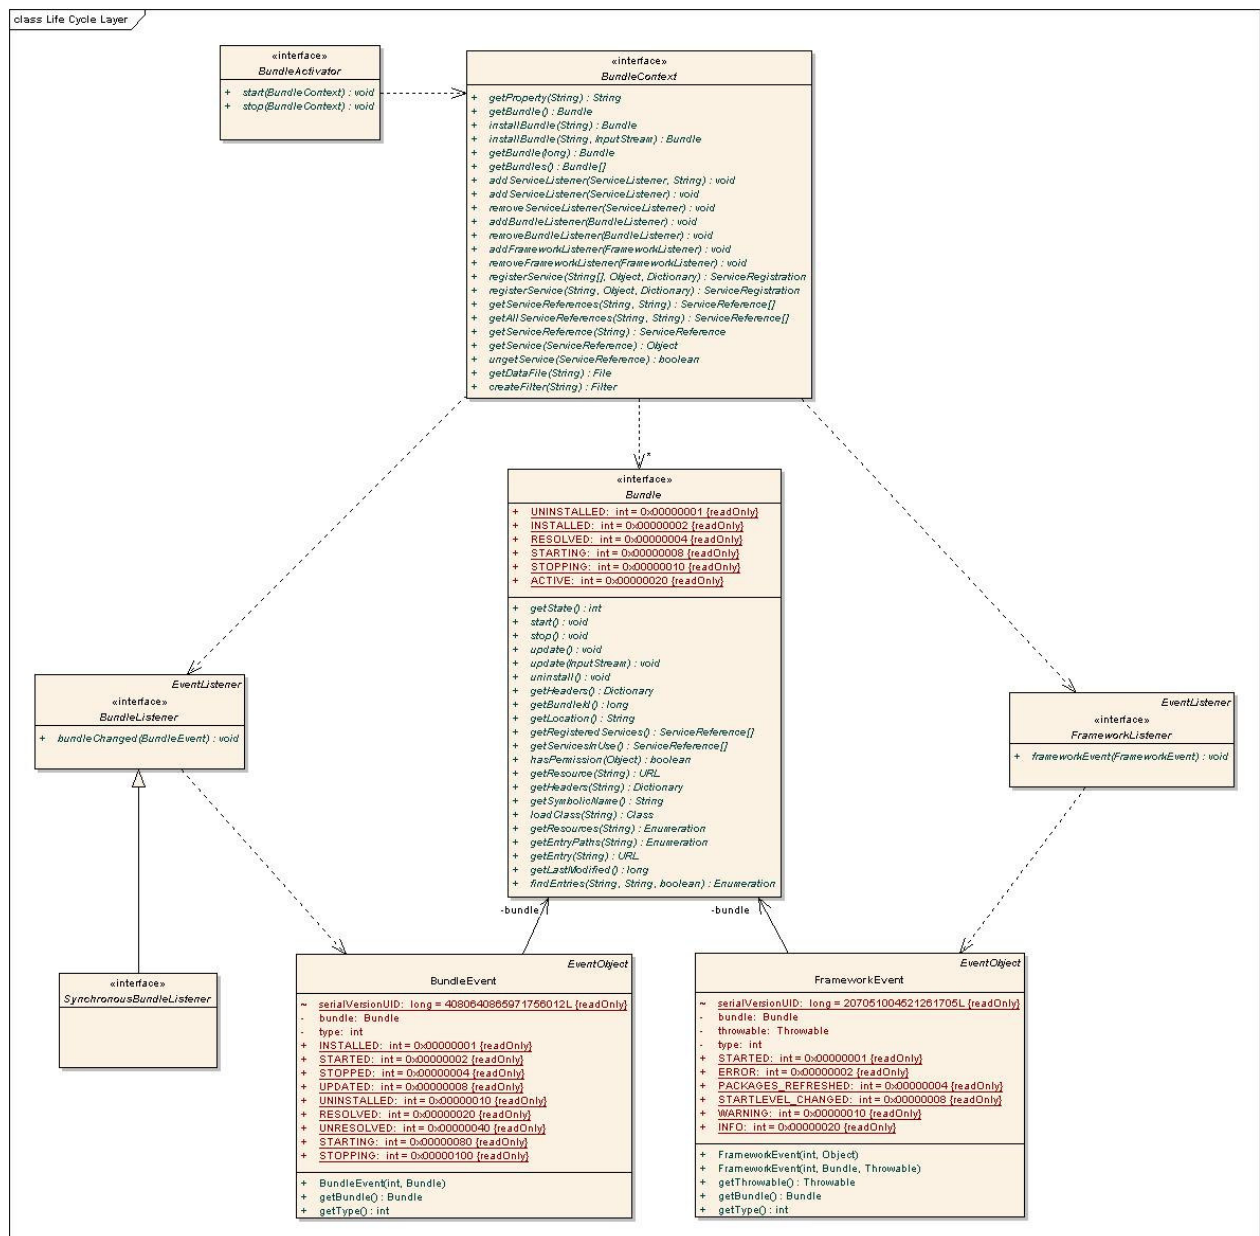 class Life Cycle Layer
«interface»
BundleActivator
+ start(BundleContext) : void
+ stop(BundleContext) : void
«interface»
BundleContext
+ getProperty(String) : String
+ getBundle() : Bundle
+ installBundle(String) : Bundle
+ installBundle(String, InputStream) : Bundle
+ getBundle(long) : Bundle
+ getBundles() : Bundle[]
+ addServiceListener(ServiceListener, String) : void
+ addServiceListener(ServiceListener) : void
+ removeServiceListener(ServiceListener) : void
+ addBundleListener(BundleListener) : void
+ removeBundleListener(BundleListener) : void
+ addFrameworkListener(FrameworkListener) : void
+ removeFrameworkListener(FrameworkListener) : void
+ registerService(String[], Object, Dictionary) : ServiceRegistration
+ registerService(String, Object, Dictionary) : ServiceRegistration
+ getServiceReferences(String, String) : ServiceReference[]
+ getAllServiceReferences(String, String) : ServiceReference[]
+ getServiceReference(String) : ServiceReference
+ getService(ServiceReference) : Object
+ ungetService(ServiceReference) : boolean
+ getDataFile(String) : File
+ createFilter(String) : Filter
*
«interface»
Bundle
+ UNINSTALLED: int = 0x00000001 {readOnly}
+ INSTALLED: int = 0x00000002 {readOnly}
+ RESOLVED: int = 0x00000004 {readOnly}
+ STARTING: int = 0x00000008 {readOnly}
+ STOPPING: int = 0x00000010 {readOnly}
+ ACTIVE: int = 0x00000020 {readOnly}
+ getState() : int
+ start() : void
+ stop() : void
+ update() : void
+ update(InputStream) : void
+ uninstall() : void
+ getHeaders() : Dictionary
+ getBundleId() : long
+ getLocation() : String
+ getRegisteredServices() : ServiceReference[]
+ getServicesInUse() : ServiceReference[]
+ hasPermission(Object) : boolean
+ getResource(String) : URL
+ getHeaders(String) : Dictionary
+ getSymbolicName() : String
+ loadClass(String) : Class
+ getResources(String) : Enumeration
+ getEntryPaths(String) : Enumeration
+ getEntry(String) : URL
+ getLastModified() : long
+ findEntries(String, String, boolean) : Enumeration
EventListener
«interface»
BundleListener
+ bundleChanged(BundleEvent) : void
EventListener
«interface»
FrameworkListener
+ frameworkEvent(FrameworkEvent) : void
-bundle
-bundle
«interface»
SynchronousBundleListener
EventObject
BundleEvent
~ serialVersionUID: long = 4080640865971756012L {readOnly}
- bundle: Bundle
- type: int
+ INSTALLED: int = 0x00000001 {readOnly}
+ STARTED: int = 0x00000002 {readOnly}
+ STOPPED: int = 0x00000004 {readOnly}
+ UPDATED: int = 0x00000008 {readOnly}
+ UNINSTALLED: int = 0x00000010 {readOnly}
+ RESOLVED: int = 0x00000020 {readOnly}
+ UNRESOLVED: int = 0x00000040 {readOnly}
+ STARTING: int = 0x00000080 {readOnly}
+ STOPPING: int = 0x00000100 {readOnly}
+ BundleEvent(int, Bundle)
+ getBundle() : Bundle
+ getType() : int
EventObject
FrameworkEvent
~ serialVersionUID: long = 207051004521261705L {readOnly}
- bundle: Bundle
- throwable: Throwable
- type: int
+ STARTED: int = 0x00000001 {readOnly}
+ ERROR: int = 0x00000002 {readOnly}
+ PACKAGES_REFRESHED: int = 0x00000004 {readOnly}
+ STARTLEVEL_CHANGED: int = 0x00000008 {readOnly}
+ WARNING: int = 0x00000010 {readOnly}
+ INFO: int = 0x00000020 {readOnly}
+ FrameworkEvent(int, Object)
+ FrameworkEvent(int, Bundle, Throwable)
+ getThrowable() : Throwable
+ getBundle() : Bundle
+ getType() : int